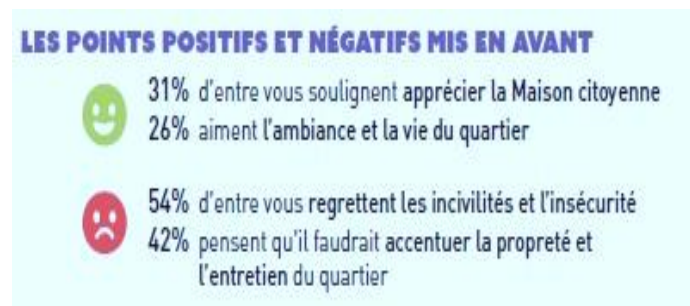 LES POINTS POSITIFS ET NÉGATIFS MIS EN AVANT
31% d'entre vous soulignent apprécier la Maison citoyenne
26% aiment l'ambiance et la vie du quartier
54% d'entre vous regrettent les incivilités et l'insécurité
42% pensent qu'il faudrait accentuer la propreté et
l'entretien du quartier